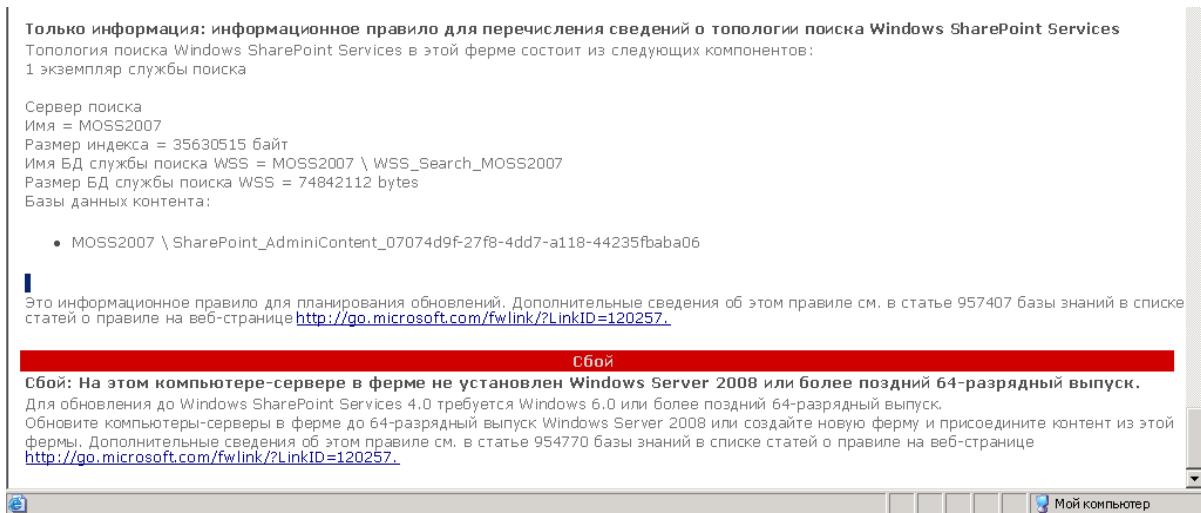 Только информация: информационное правило для перечисления сведений о топологии поиска Windows SharePoint Services
Топология поиска Windows SharePoint Services в этой ферме состоит из следующих компонентов:
1 экземпляр службы поиска
Сервер поиска
Имя = MOSS2007
Размер индекса = 35630515 байт
Имя БД службы поиска WSS = MOSS2007 \ WSS_Search_MOSS2007
Размер БД службы поиска WSS = 74842112 bytes
Базы данных контента:
• MOSS2007 \ SharePoint_AdminiContent_07074d9f-27f8-4dd7-a118-44235fbaba06
Это информационное правило для планирования обновлений. Дополнительные сведения об этом правиле см. в статье 957407 базы знаний в списке
статей о правиле на веб-странице http://go.microsoft.com/fwlink/?LinkID=120257.
Сбой
Сбой: На этом компьютере-сервере в ферме не установлен Windows Server 2008 или более поздний 64-разрядный выпуск.
Для обновления до Windows SharePoint Services 4.0 требуется Windows 6.0 или более поздний 64-разрядный выпуск.
Обновите компьютеры-серверы в ферме до 64-разрядный выпуск Windows Server 2008 или создайте новую ферму и присоедините контент из этой
фермы. Дополнительные сведения об этом правиле см. в статье 954770 базы знаний в списке статей о правиле на веб-странице
http://go.microsoft.com/fwlink/?LinkID=120257.
Мой компьютер